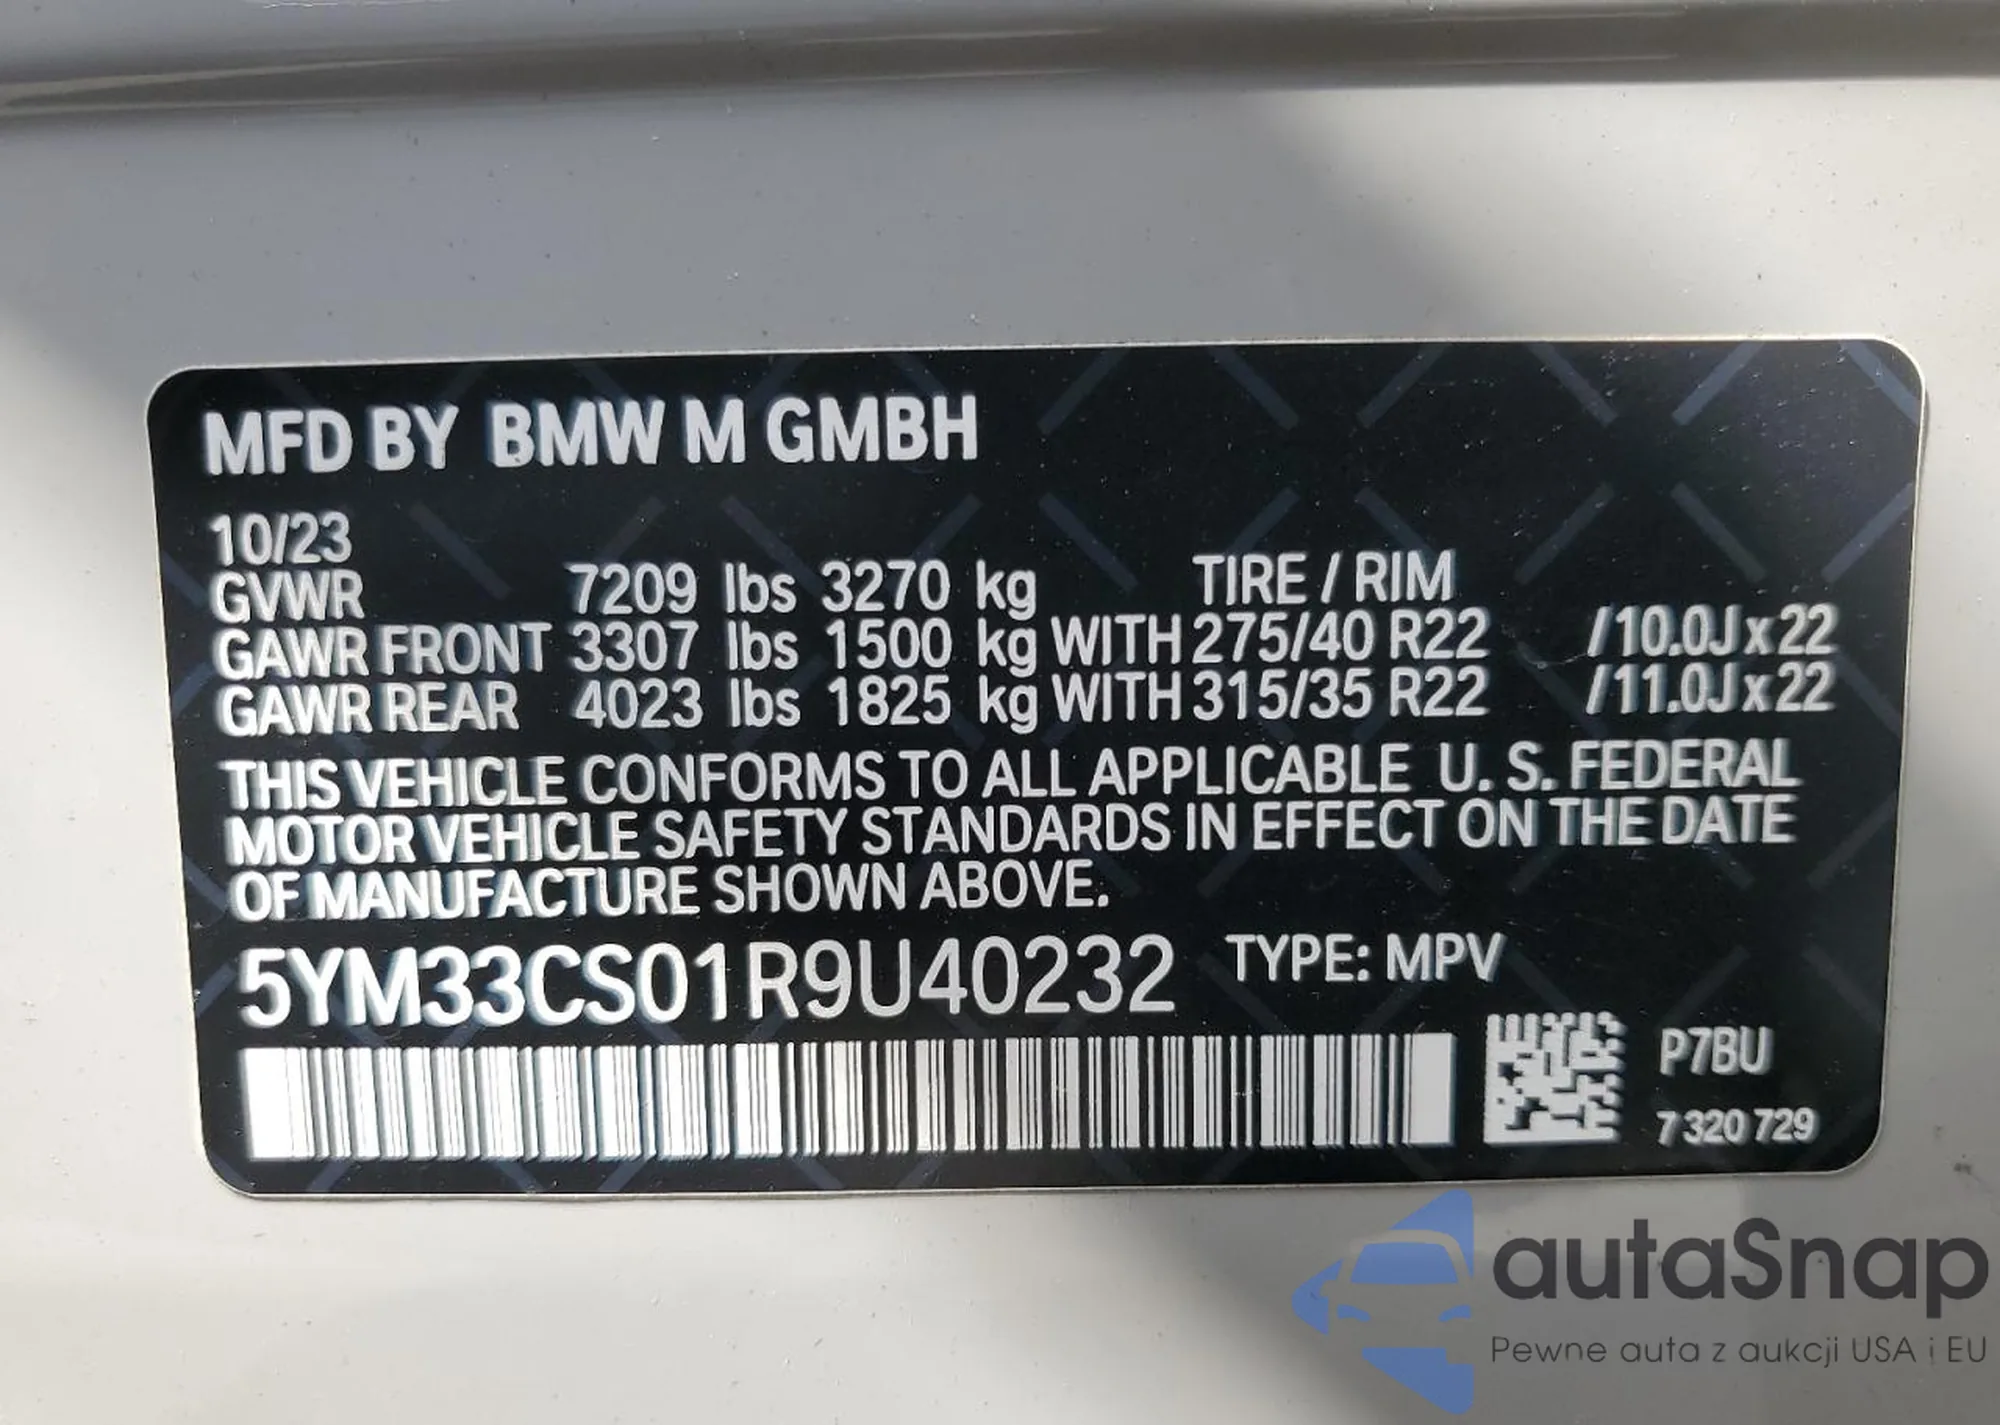 MFD BY BMW M GMBH
10/23
GVWR 7209 lbs 3270 kg TIRE / RIM
GAWR FRONT 3307 lbs 1500 kg WITH 275/40 R22 /10.0J x 22
GAWR REAR 4023 lbs 1825 kg WITH 315/35 R22 /11.0J x 22
THIS VEHICLE CONFORMS TO ALL APPLICABLE U. S. FEDERAL
MOTOR VEHICLE SAFETY STANDARDS IN EFFECT ON THE DATE
OF MANUFACTURE SHOWN ABOVE.
5YM33CS01R9U40232 TYPE: MPV
P7BU
7 320 729
autaSnap
Pewne auta z aukcji USA i EU